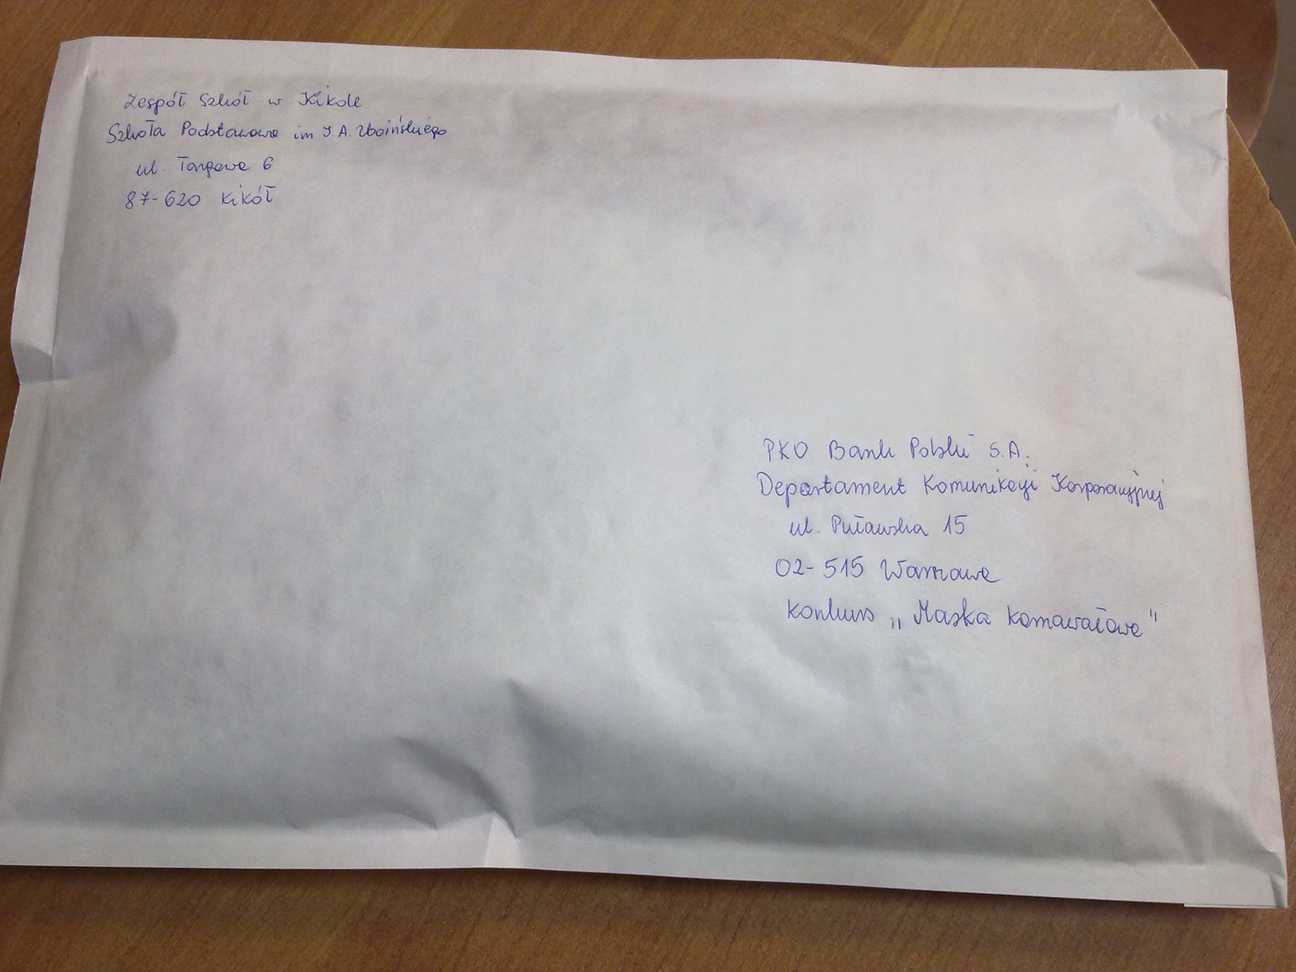 Zespół Szkół w Kikole
Szkoła Podstawowa im J. A. Zboińskiego
ul. Targowa 6
87-620 Kikół
PKO Bank Polski S.A.
Departament Komunikacji Korporacyjnej
ul. Puławska 15
02-515 Warszawa
Konkurs „Maska karnawałowa"